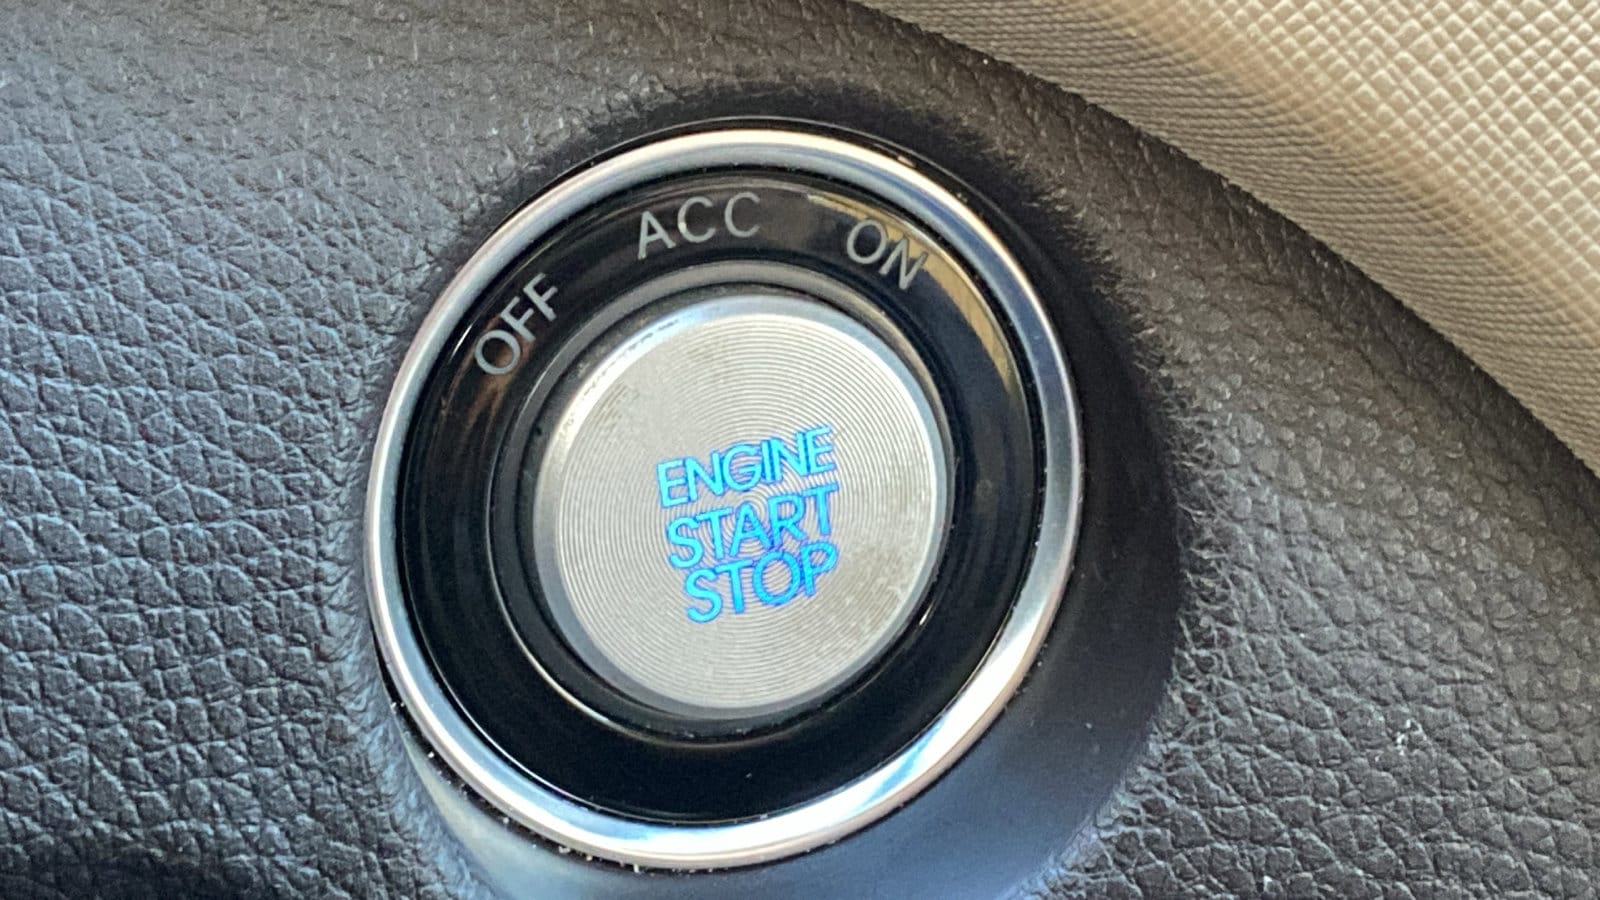 OFF ACC ON
ENGINE
START
STOP